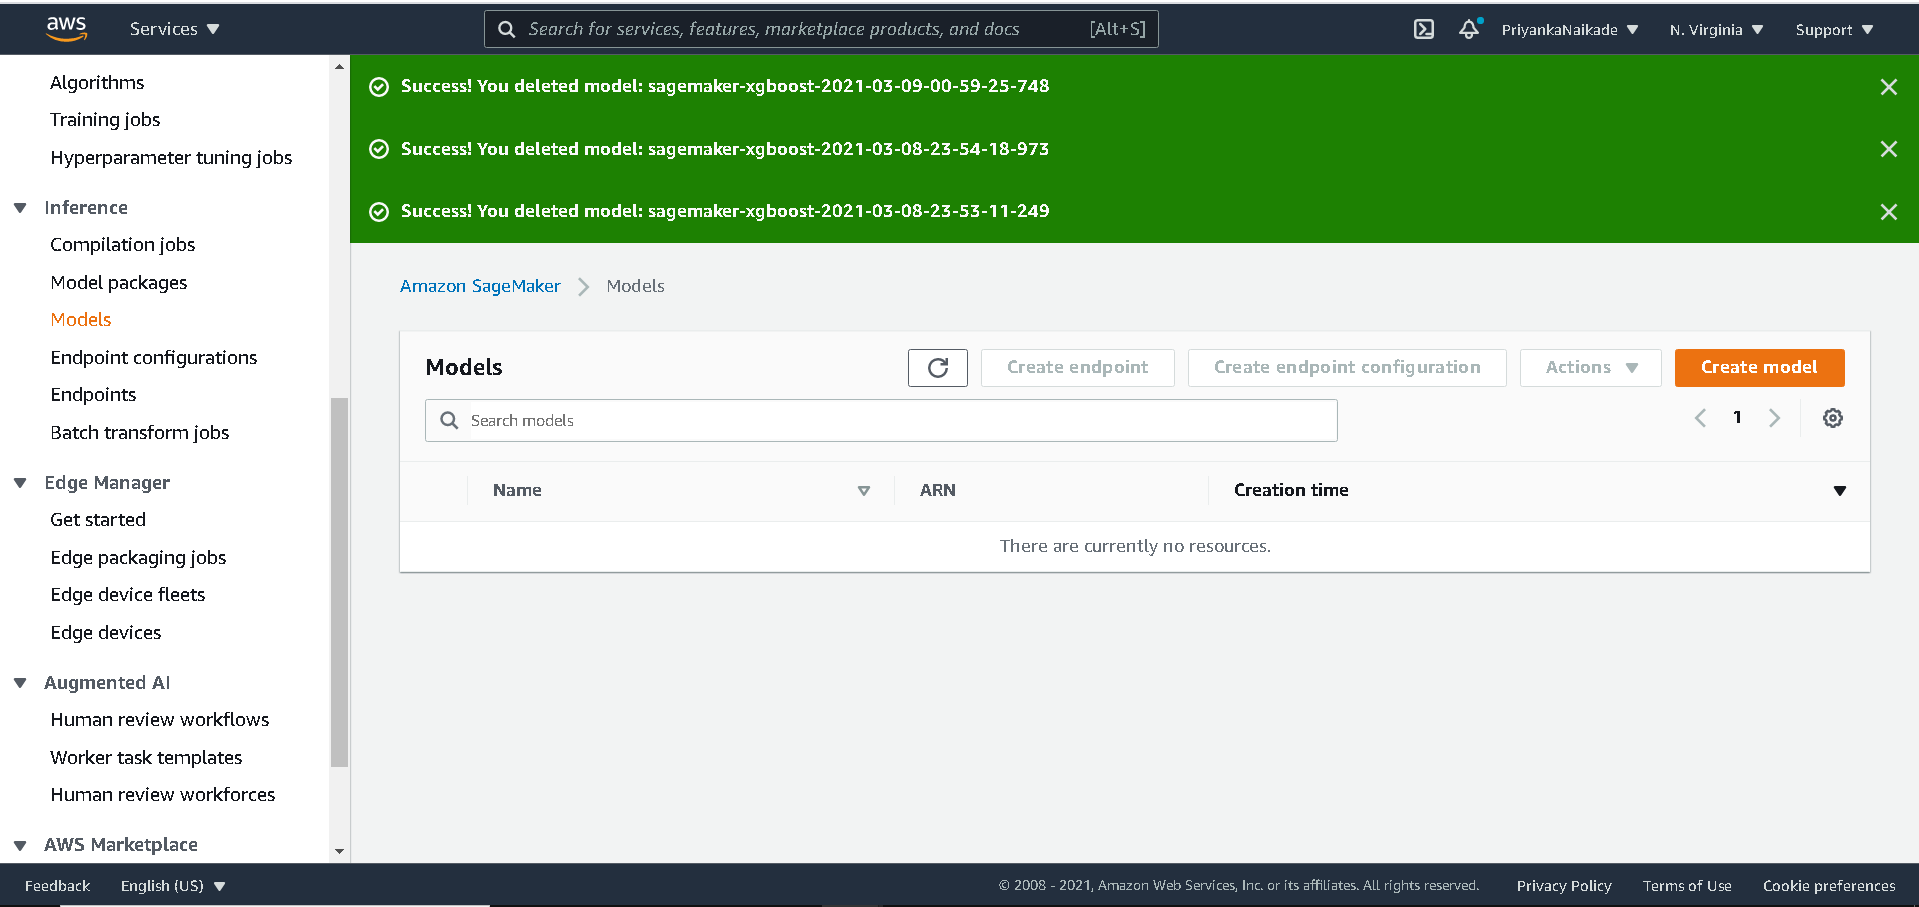 aws Services Search for services, features, marketplace products, and docs [Alt+S] PriyankaNaikade N. Virginia Support
Algorithms
Training jobs
Hyperparameter tuning jobs
Inference
Compilation jobs
Model packages
Models
Endpoint configurations
Endpoints
Batch transform jobs
Edge Manager
Get started
Edge packaging jobs
Edge device fleets
Edge devices
Augmented AI
Human review workflows
Worker task templates
Human review workforces
AWS Marketplace
Success! You deleted model: sagemaker-xgboost-2021-03-09-00-59-25-748
Success! You deleted model: sagemaker-xgboost-2021-03-08-23-54-18-973
Success! You deleted model: sagemaker-xgboost-2021-03-08-23-53-11-249
Amazon SageMaker Models
Models Create endpoint Create endpoint configuration Actions Create model
Search models 1
Name ARN Creation time
There are currently no resources.
Feedback English (US) © 2008 - 2021, Amazon Web Services, Inc. or its affiliates. All rights reserved. Privacy Policy Terms of Use Cookie preferences